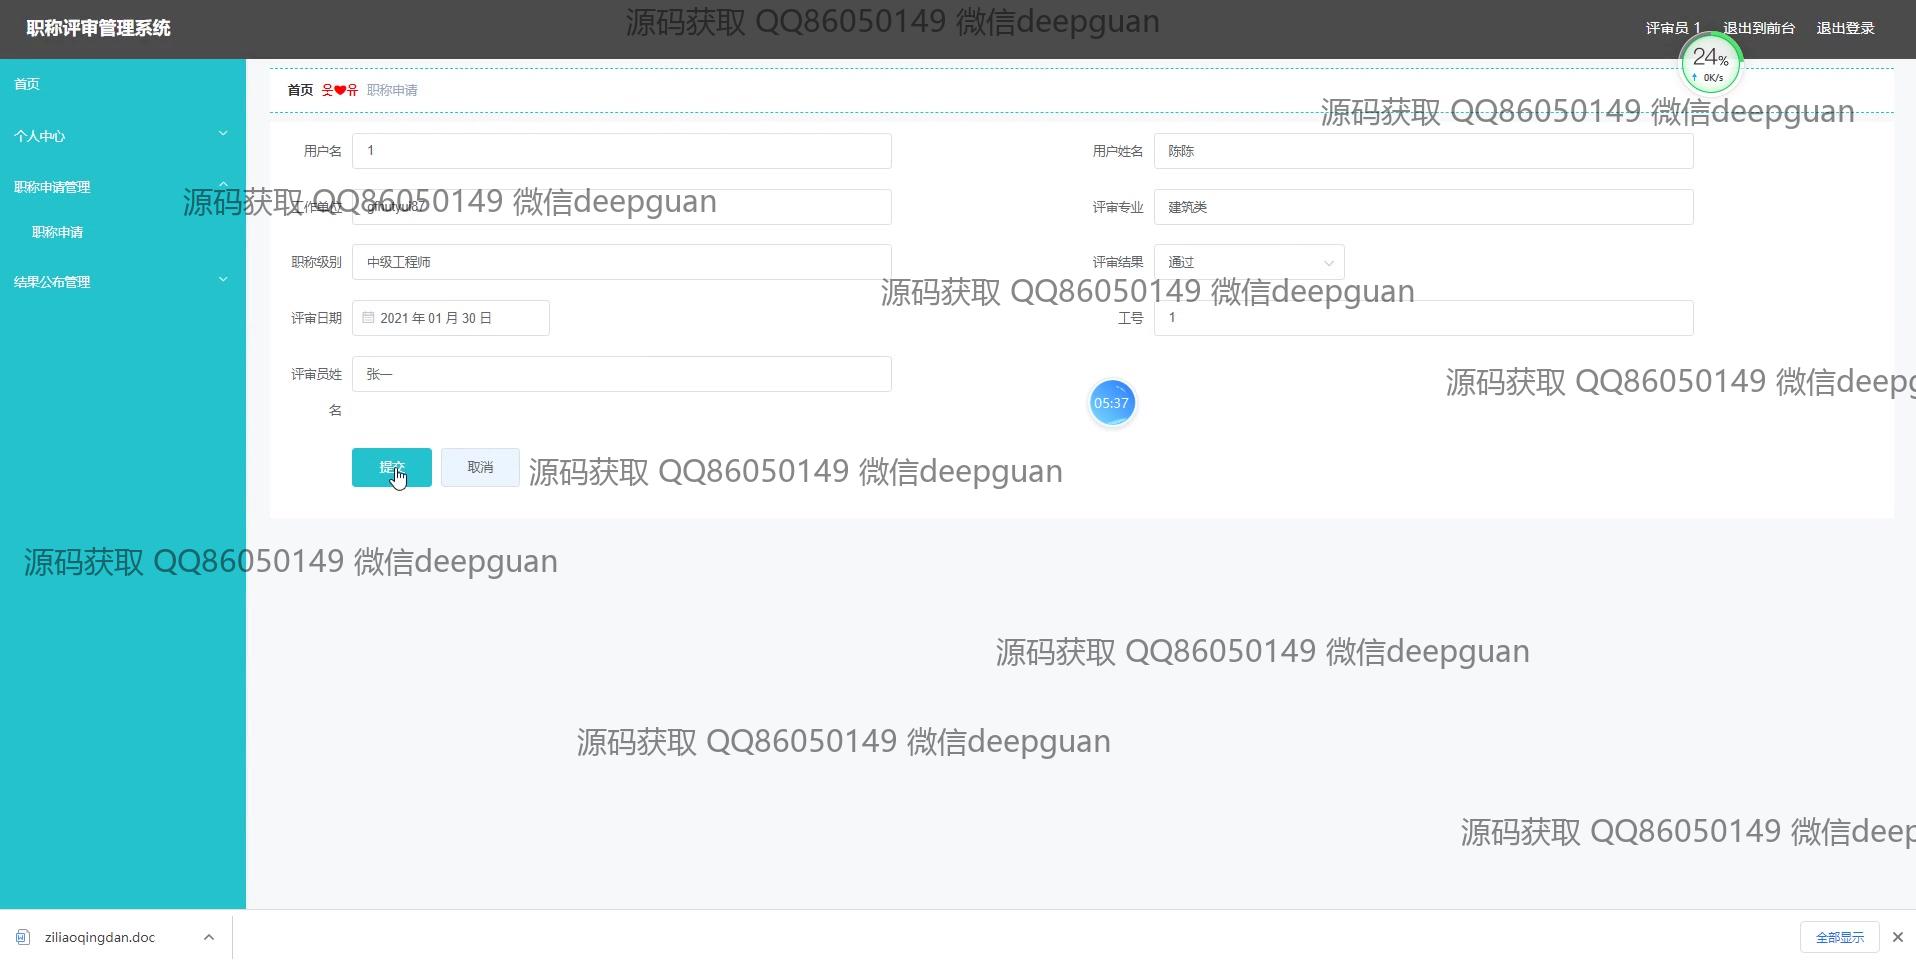 职称评审管理系统
源码获取 QQ86050149 微信deepguan
评审员 1 退出到前台 退出登录
24%
↑ 0K/s
首页
个人中心
职称申请管理
职称申请
结果公布管理
首页 웃❤유 职称申请
源码获取 QQ86050149 微信deepguan
用户名 1
用户姓名 陈陈
源码获取 QQ86050149 微信deepguan
工作单位
评审专业 建筑类
职称级别 中级工程师
评审结果 通过
源码获取 QQ86050149 微信deepguan
评审日期 2021 年 01 月 30 日
工号 1
评审员姓名 张一
源码获取 QQ86050149 微信deepg
05:37
提交 取消
源码获取 QQ86050149 微信deepguan
源码获取 QQ86050149 微信deepguan
源码获取 QQ86050149 微信deepguan
源码获取 QQ86050149 微信deepguan
源码获取 QQ86050149 微信deep
ziliaoqingdan.doc
全部显示